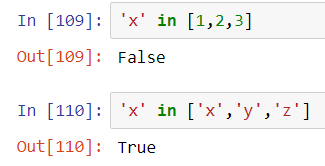 In [109]: 'x' in [1,2,3]
Out[109]: False
In [110]: 'x' in ['x','y','z']
Out[110]: True